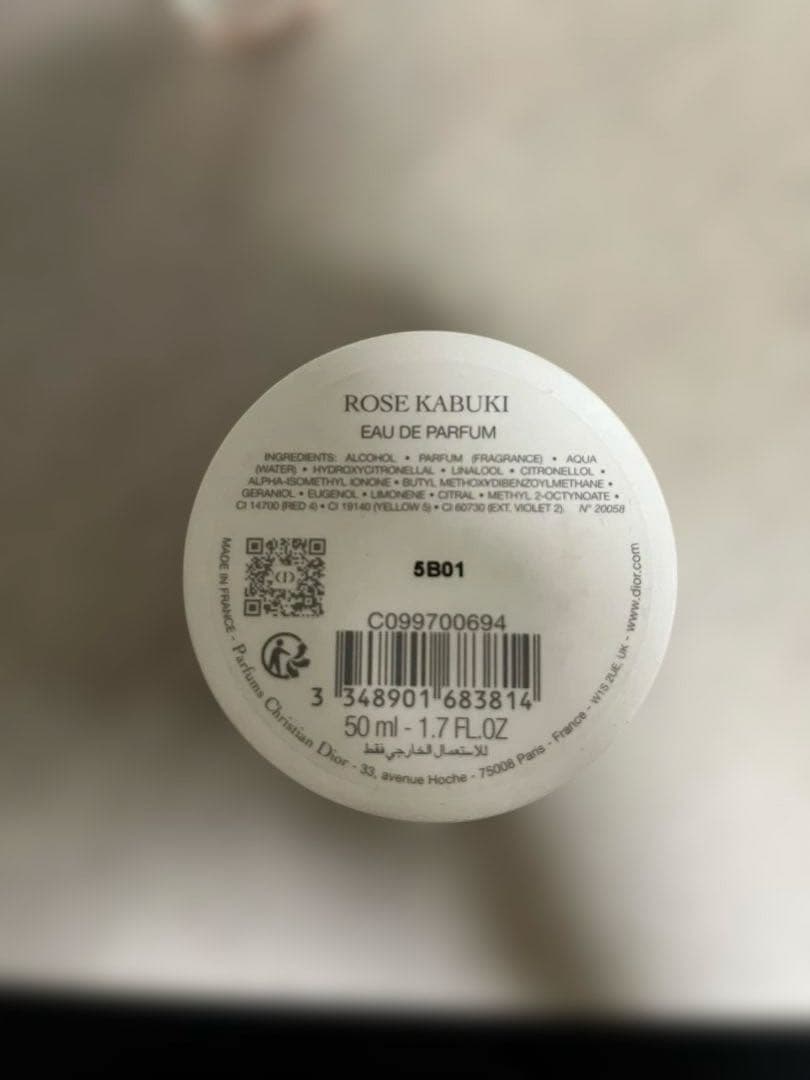 ROSE KABUKI
EAU DE PARFUM
INGREDIENTS: ALCOHOL • PARFUM (FRAGRANCE) • AQUA
(WATER) • HYDROXYCITRONELLAL • LINALOOL • CITRONELLOL •
ALPHA-ISOMETHYL IONONE • BUTYL METHOXYDIBENZOYLMETHANE •
GERANIOL • EUGENOL • LIMONENE • CITRAL • METHYL 2-OCTYNOATE •
CI 14700 (RED 4) • CI 19140 (YELLOW 5) • CI 60730 (EXT. VIOLET 2). N° 20058
5B01
C099700694
3 348901 683814
50 ml - 1.7 FL.OZ
للاستعمال الخارجي فقط
MADE IN FRANCE - Parfums Christian Dior - 33, avenue Hoche - 75008 Paris - France - W1S 2UE, UK - www.dior.com